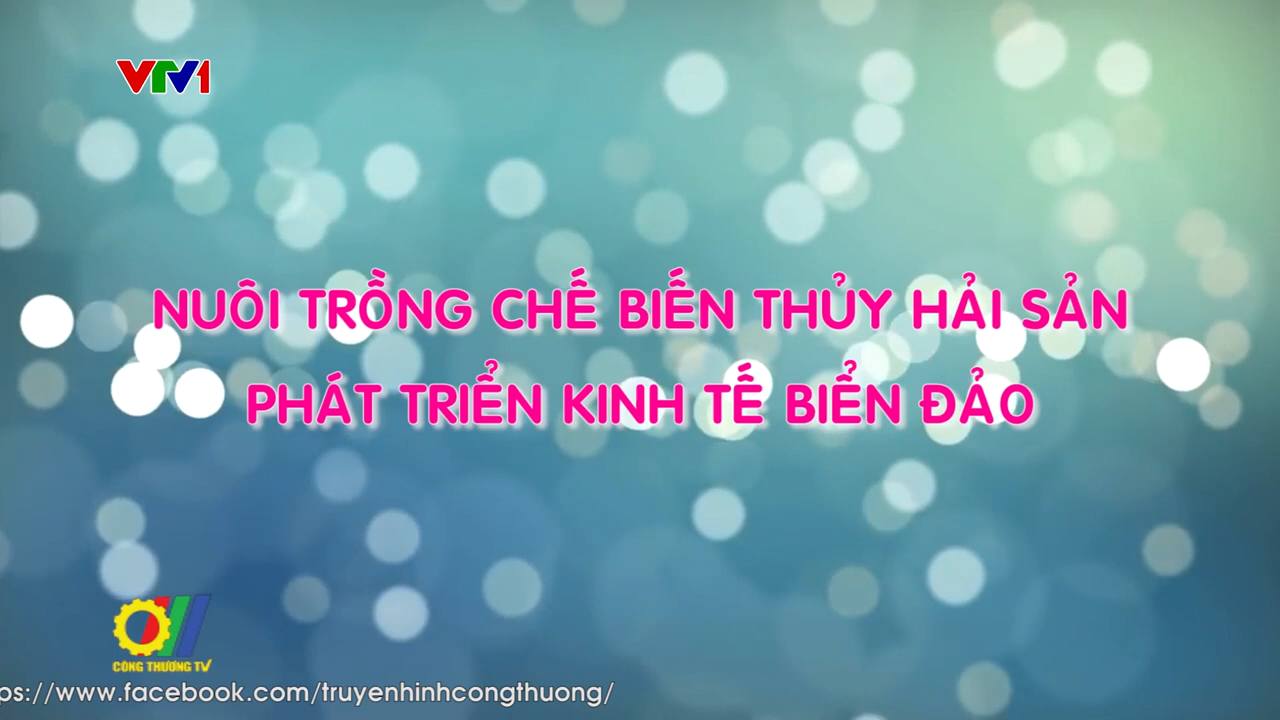 VTV1
NUÔI TRỒNG CHẾ BIẾN THỦY HẢI SẢN
PHÁT TRIỂN KINH TẾ BIỂN ĐẢO
CÔNG THƯƠNG TV
ps://www.facebook.com/truyenhinhcongthuong/